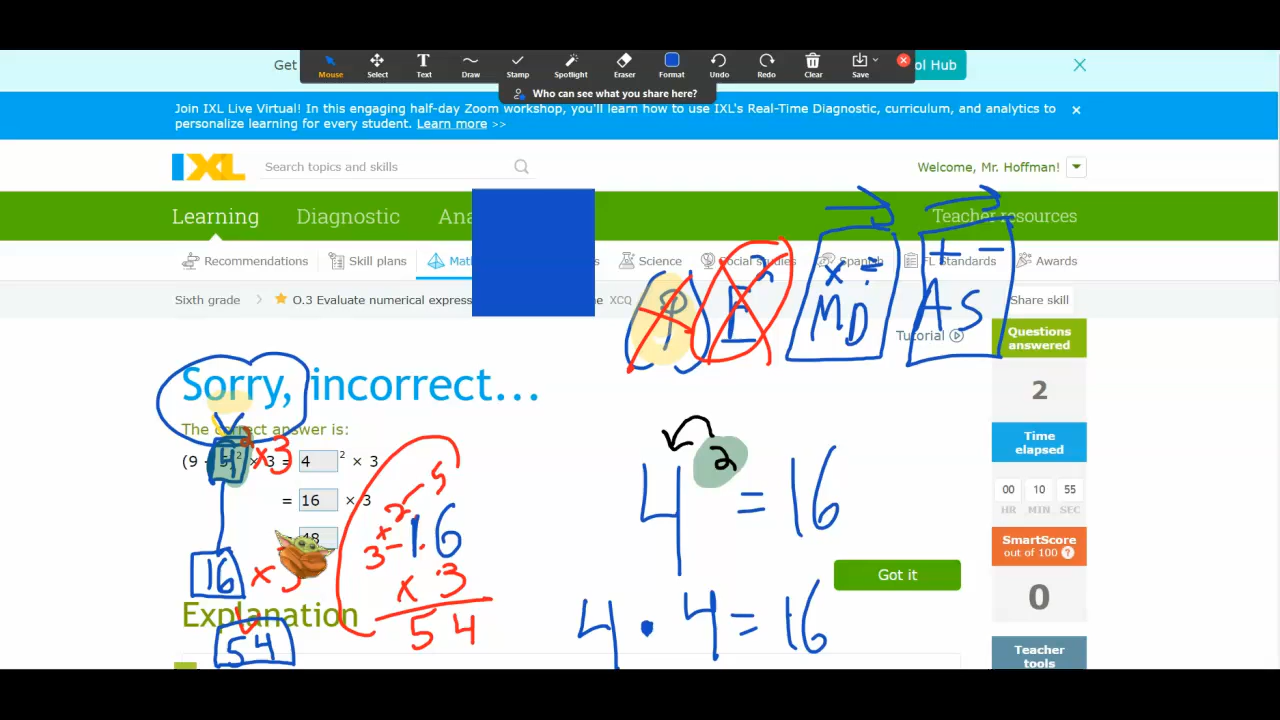 Get
Mouse Select Text Draw Stamp Spotlight Eraser Format Undo Redo Clear Save
ol Hub
Who can see what you share here?
Join IXL Live Virtual! In this engaging half-day Zoom workshop, you'll learn how to use IXL's Real-Time Diagnostic, curriculum, and analytics to
personalize learning for every student. Learn more >>
IXL
Search topics and skills
Welcome, Mr. Hoffman!
Learning Diagnostic Ana Teacher resources
Recommendations Skill plans Math Science Social studies Spanish FL Standards Awards
Sixth grade > O.3 Evaluate numerical express XCQ Share skill
+ -
x ÷
P E² MD AS
Tutorial
Questions
answered
2
Sorry, incorrect...
The correct answer is:
4² ×3
(9 - 5)² × 3 = 4² × 3
= 16 × 3
48
16 × 3
54
Explanation
5
2
×
3 - 16
× 3
54
4² = 16
4 • 4 = 16
Got it
Time
elapsed
00 10 55
HR MIN SEC
SmartScore
out of 100 ?
0
Teacher
tools